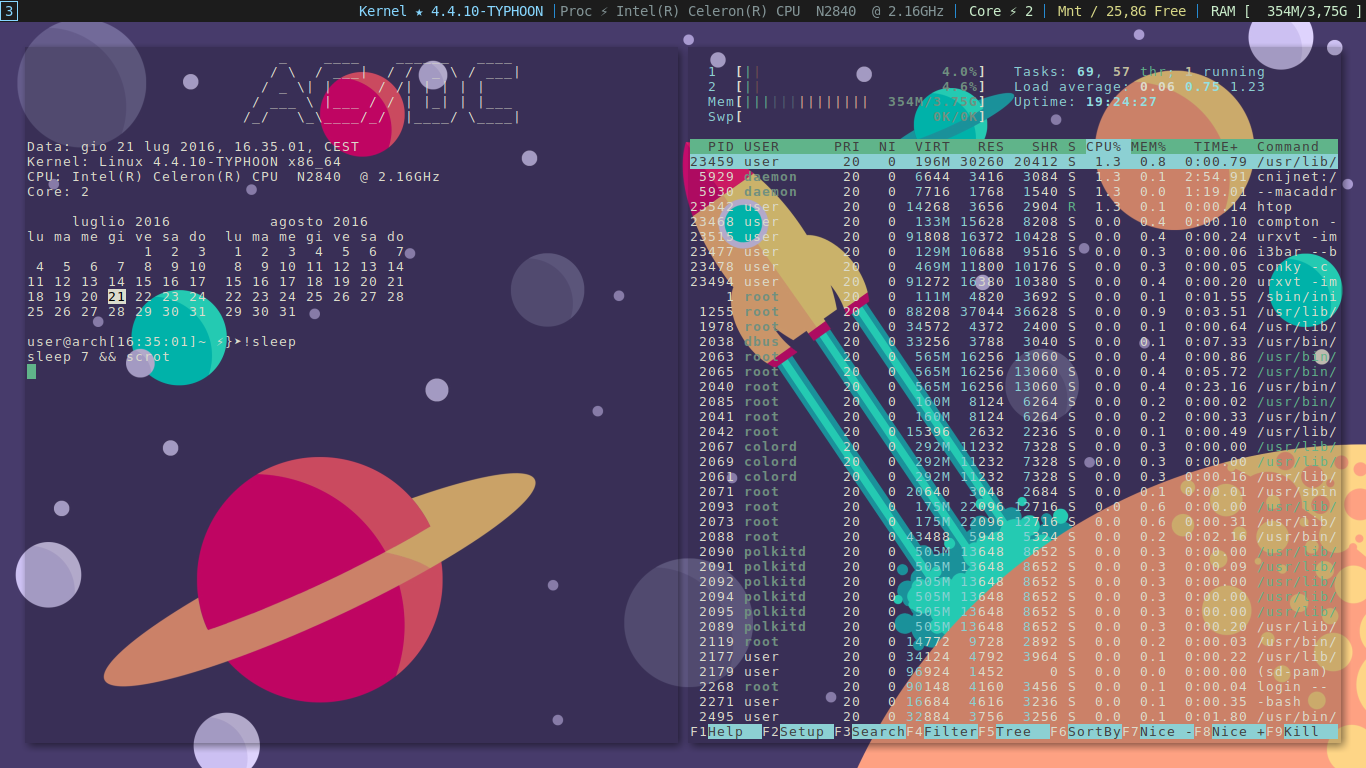 3 Kernel ★ 4.4.10-TYPHOON |Proc ⚡ Intel(R) Celeron(R) CPU N2840 @ 2.16GHz | Core ⚡ 2 | Mnt / 25,8G Free | RAM [ 354M/3,75G ]
Data: gio 21 lug 2016, 16.35.01, CEST
Kernel: Linux 4.4.10-TYPHOON x86_64
CPU: Intel(R) Celeron(R) CPU N2840 @ 2.16GHz
Core: 2
luglio 2016 agosto 2016
lu ma me gi ve sa do lu ma me gi ve sa do
1 2 3 1 2 3 4 5 6 7
4 5 6 7 8 9 10 8 9 10 11 12 13 14
11 12 13 14 15 16 17 15 16 17 18 19 20 21
18 19 20 21 22 23 24 22 23 24 25 26 27 28
25 26 27 28 29 30 31 29 30 31
user@arch[16:35:01]~ ⚡}➤!sleep
sleep 7 && scrot
1 [|| 4.0%] Tasks: 69, 57 thr; 1 running
2 [|| 4.6%] Load average: 0.06 0.75 1.23
Mem[|||||||||||||| 354M/3.75G] Uptime: 19:24:27
Swp[ 0K/0K]
PID USER PRI NI VIRT RES SHR S CPU% MEM% TIME+ Command
23459 user 20 0 196M 30260 20412 S 1.3 0.8 0:00.79 /usr/lib/
5929 daemon 20 0 6644 3416 3084 S 1.3 0.1 2:54.91 cnijnet:/
5930 daemon 20 0 7716 1768 1540 S 1.3 0.0 1:19.01 --macaddr
23542 user 20 0 14268 3656 2904 R 1.3 0.1 0:00.14 htop
23468 user 20 0 133M 15628 8208 S 0.0 0.4 0:00.10 compton -
23515 user 20 0 91808 16372 10428 S 0.0 0.4 0:00.24 urxvt -im
23477 user 20 0 129M 10688 9516 S 0.0 0.3 0:00.06 i3bar --b
23478 user 20 0 469M 11800 10176 S 0.0 0.3 0:00.05 conky -c
23494 user 20 0 91272 16380 10380 S 0.0 0.4 0:00.20 urxvt -im
1 root 20 0 111M 4820 3692 S 0.0 0.1 0:01.55 /sbin/ini
1255 root 20 0 88208 37044 36628 S 0.0 0.9 0:03.51 /usr/lib/
1978 root 20 0 34572 4372 2400 S 0.0 0.1 0:00.64 /usr/lib/
2038 dbus 20 0 33256 3788 3040 S 0.0 0.1 0:07.33 /usr/bin/
2063 root 20 0 565M 16256 13060 S 0.0 0.4 0:00.86 /usr/bin/
2065 root 20 0 565M 16256 13060 S 0.0 0.4 0:05.72 /usr/bin/
2040 root 20 0 565M 16256 13060 S 0.0 0.4 0:23.16 /usr/bin/
2085 root 20 0 160M 8124 6264 S 0.0 0.2 0:00.02 /usr/bin/
2041 root 20 0 160M 8124 6264 S 0.0 0.2 0:00.33 /usr/bin/
2042 root 20 0 15396 2632 2236 S 0.0 0.1 0:00.49 /usr/lib/
2067 colord 20 0 292M 11232 7328 S 0.0 0.3 0:00.00 /usr/lib/
2069 colord 20 0 292M 11232 7328 S 0.0 0.3 0:00.00 /usr/lib/
2061 colord 20 0 292M 11232 7328 S 0.0 0.3 0:00.16 /usr/lib/
2071 root 20 0 20640 3048 2684 S 0.0 0.1 0:00.01 /usr/sbin
2093 root 20 0 175M 22096 12716 S 0.0 0.6 0:00.00 /usr/lib/
2073 root 20 0 175M 22096 12716 S 0.0 0.6 0:00.31 /usr/lib/
2088 root 20 0 43488 5948 5324 S 0.0 0.2 0:02.16 /usr/bin/
2090 polkitd 20 0 505M 13648 8652 S 0.0 0.3 0:00.00 /usr/lib/
2091 polkitd 20 0 505M 13648 8652 S 0.0 0.3 0:00.09 /usr/lib/
2092 polkitd 20 0 505M 13648 8652 S 0.0 0.3 0:00.00 /usr/lib/
2094 polkitd 20 0 505M 13648 8652 S 0.0 0.3 0:00.00 /usr/lib/
2095 polkitd 20 0 505M 13648 8652 S 0.0 0.3 0:00.00 /usr/lib/
2089 polkitd 20 0 505M 13648 8652 S 0.0 0.3 0:00.20 /usr/lib/
2119 root 20 0 14772 9728 2892 S 0.0 0.2 0:00.03 /usr/bin/
2177 user 20 0 34124 4792 3964 S 0.0 0.1 0:00.22 /usr/lib/
2179 user 20 0 96924 1452 0 S 0.0 0.0 0:00.00 (sd-pam)
2268 root 20 0 90148 4160 3456 S 0.0 0.1 0:00.04 login --
2271 user 20 0 16684 4616 3236 S 0.0 0.1 0:00.35 -bash
2495 user 20 0 32884 3756 3256 S 0.0 0.1 0:01.80 /usr/bin/
F1Help F2Setup F3SearchF4FilterF5Tree F6SortByF7Nice -F8Nice +F9Kill